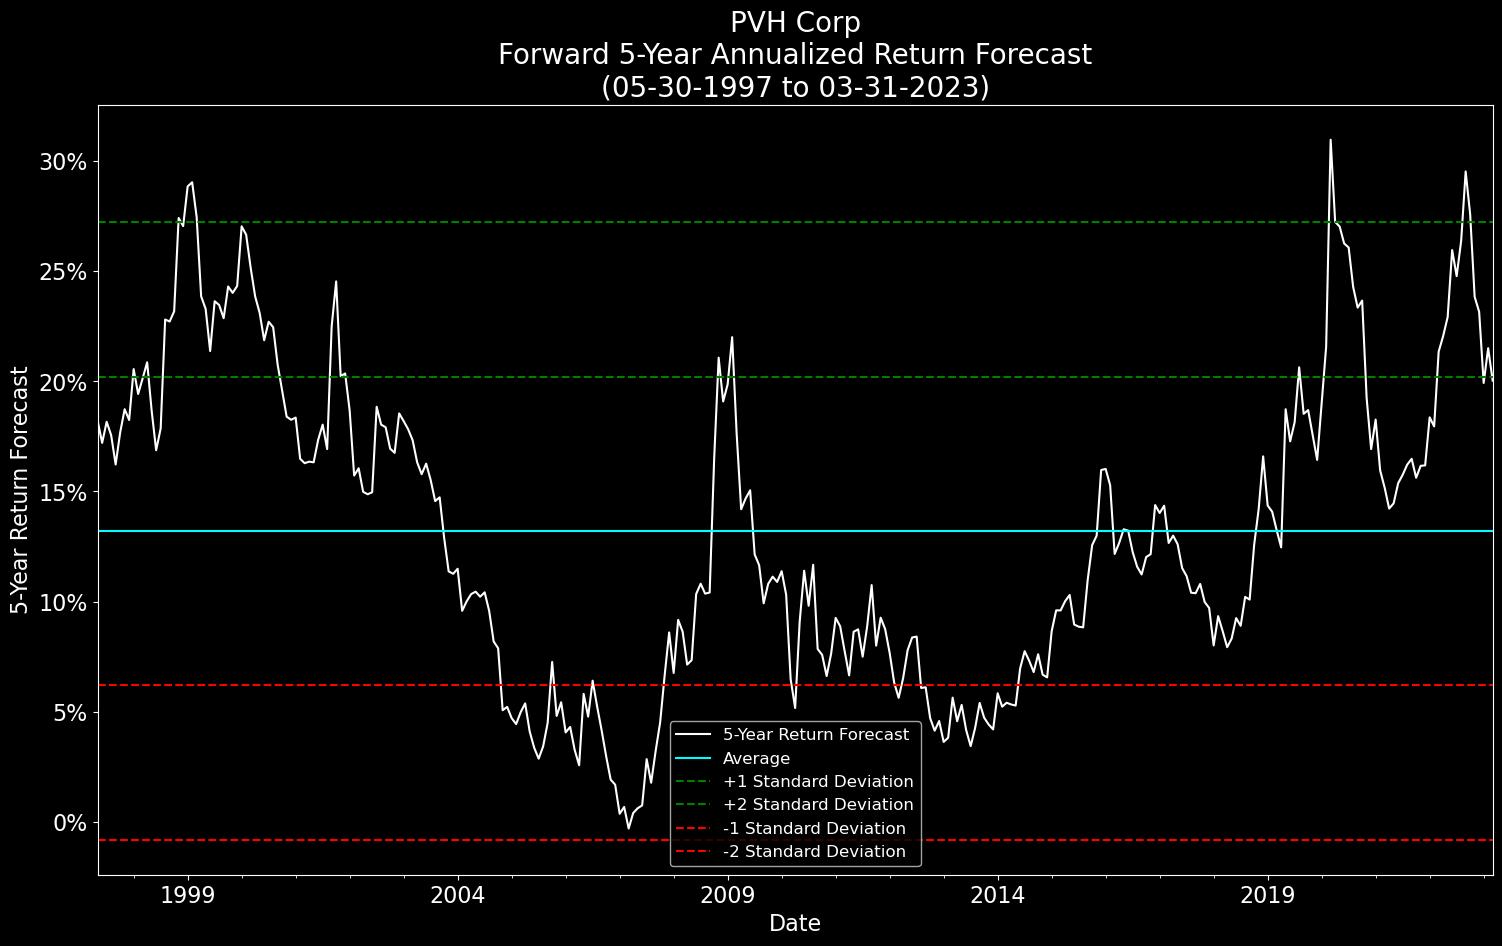 PVH Corp
Forward 5-Year Annualized Return Forecast
(05-30-1997 to 03-31-2023)
5-Year Return Forecast
30%
25%
20%
15%
10%
5%
0%
5-Year Return Forecast
Average
+1 Standard Deviation
+2 Standard Deviation
-1 Standard Deviation
-2 Standard Deviation
1999
2004
2009
2014
2019
Date